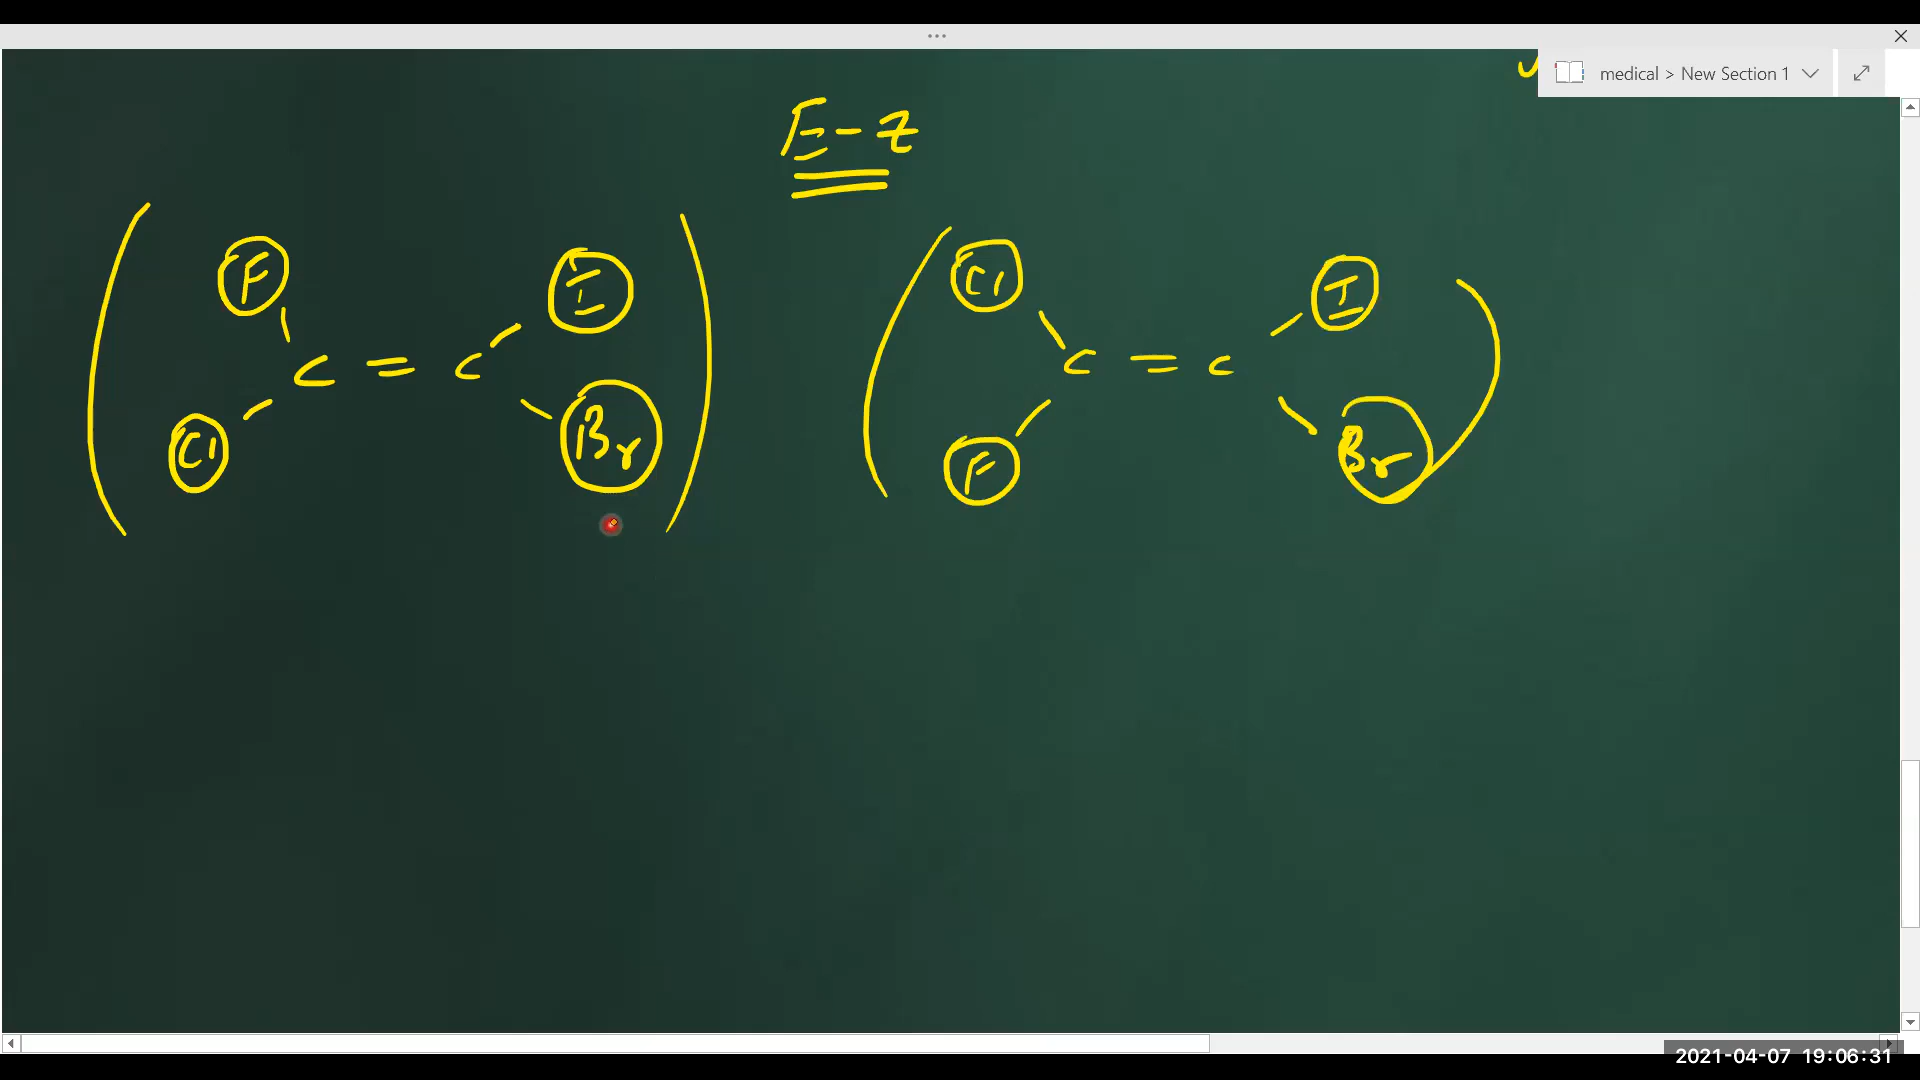 medical > New Section 1
E-Z
F I Cl I
C = C C = C
Cl Br F Br
2021-04-07 19:06:31